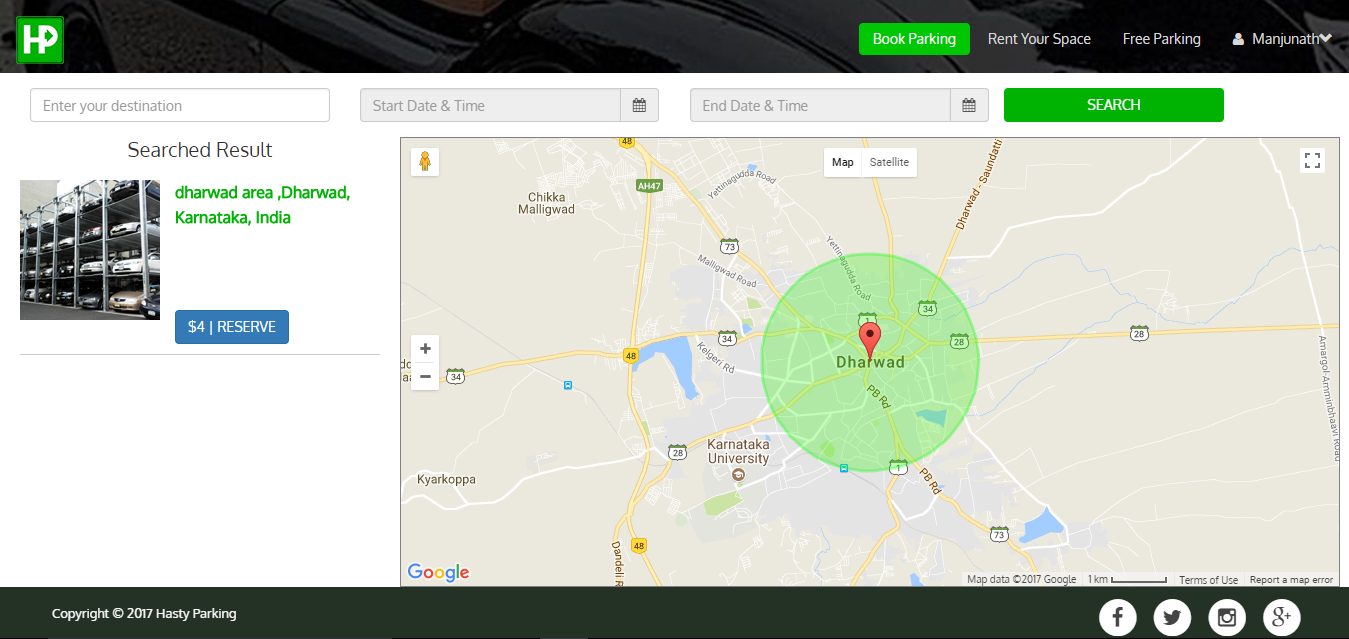 HP
Book Parking
Rent Your Space
Free Parking
Manjunath
Enter your destination
Start Date & Time
End Date & Time
SEARCH
Searched Result
dharwad area ,Dharwad,
Karnataka, India
$4 | RESERVE
Map
Satellite
48
AH47
Chikka
Malligwad
Yettinagudda Road
Dharwad - Saundatti
73
Malligwad Road
Yettinagudda Road
34
1
34
28
28
48
Kelgeri Rd
Dharwad
34
PB Rd
Amargol-Amminbhaavi Road
Karnataka
University
28
1
PB Rd
Kyarkoppa
73
48
Dandeli R
Google
Map data ©2017 Google
1 km
Terms of Use
Report a map error
Copyright © 2017 Hasty Parking